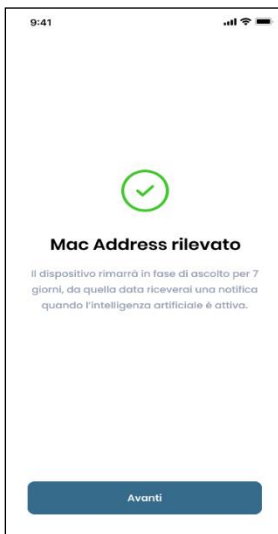 9:41
Mac Address rilevato
Il dispositivo rimarrà in fase di ascolto per 7
giorni, da quella data riceverai una notifica
quando l'intelligenza artificiale é attiva.
Avanti